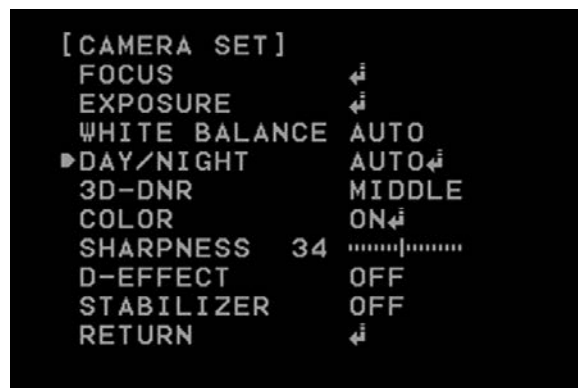 [CAMERA SET]
FOCUS ↲
EXPOSURE ↲
WHITE BALANCE AUTO
DAY/NIGHT AUTO↲
3D-DNR MIDDLE
COLOR ON↲
SHARPNESS 34
D-EFFECT OFF
STABILIZER OFF
RETURN ↲